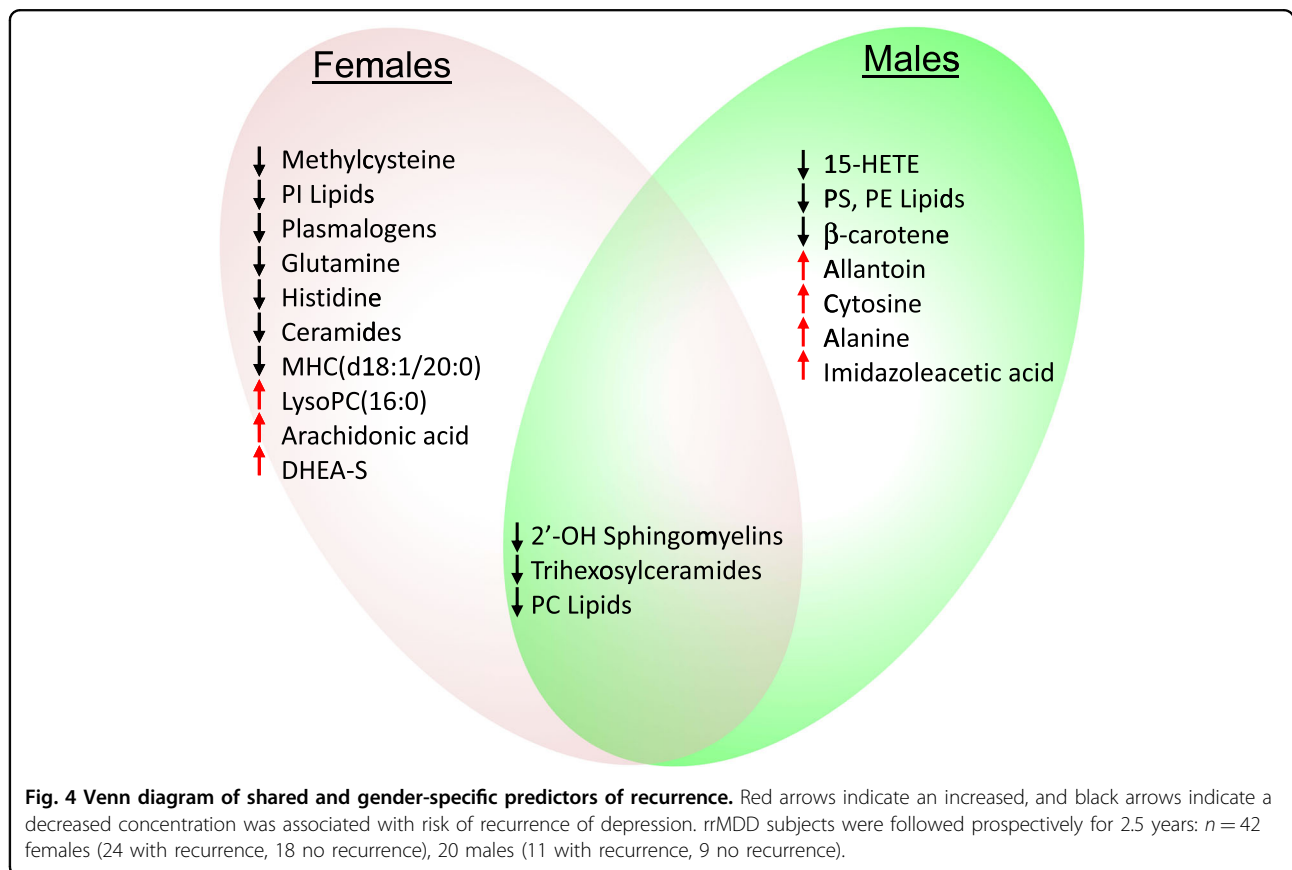 Females
Males
↓ Methylcysteine
↓ PI Lipids
↓ Plasmalogens
↓ Glutamine
↓ Histidine
↓ Ceramides
↓ MHC(d18:1/20:0)
↑ LysoPC(16:0)
↑ Arachidonic acid
↑ DHEA-S
↓ 15-HETE
↓ PS, PE Lipids
↓ β-carotene
↑ Allantoin
↑ Cytosine
↑ Alanine
↑ Imidazoleacetic acid
↓ 2’-OH Sphingomyelins
↓ Trihexosylceramides
↓ PC Lipids
Fig. 4 Venn diagram of shared and gender-specific predictors of recurrence. Red arrows indicate an increased, and black arrows indicate a
decreased concentration was associated with risk of recurrence of depression. rrMDD subjects were followed prospectively for 2.5 years: n = 42
females (24 with recurrence, 18 no recurrence), 20 males (11 with recurrence, 9 no recurrence).